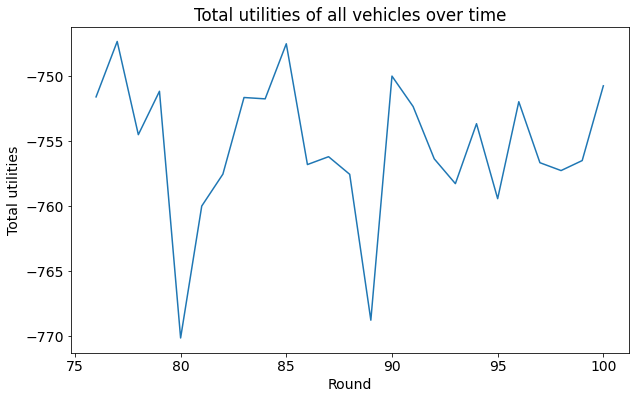 Total utilities of all vehicles over time
Total utilities
−750
−755
−760
−765
−770
75 80 85 90 95 100
Round